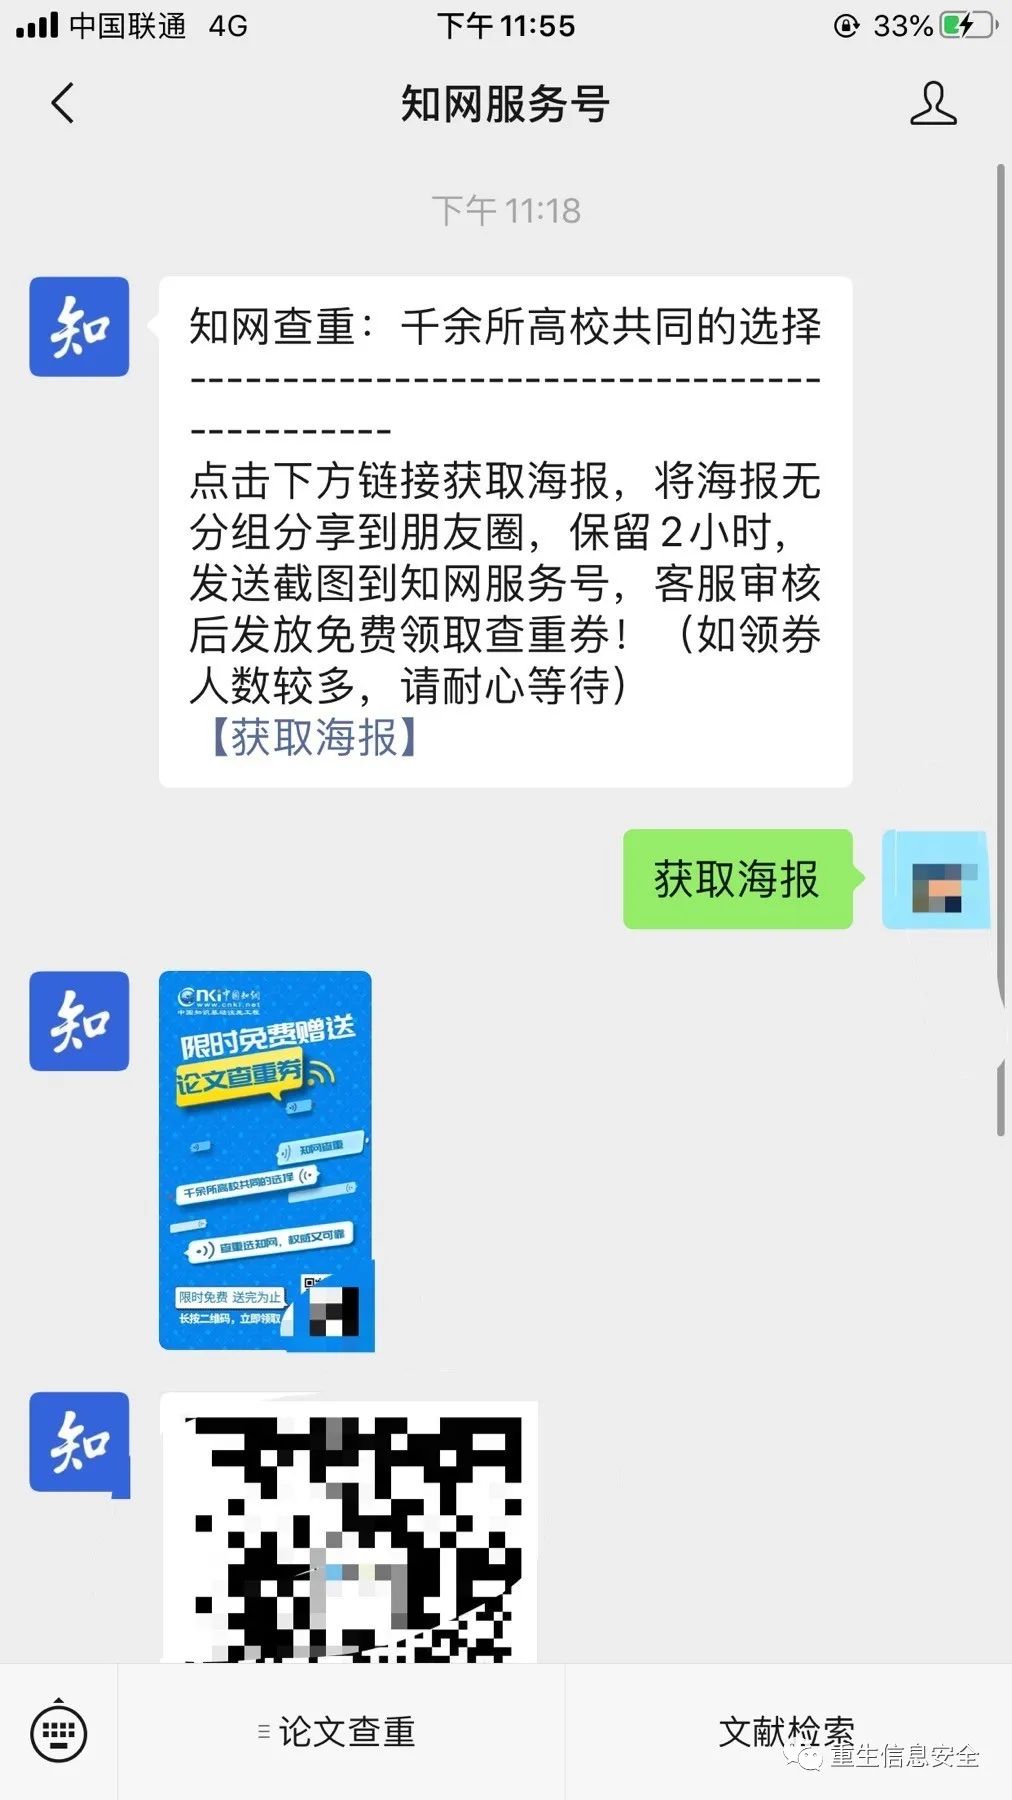 中国联通 4G 下午11:55 33%
知网服务号
下午 11:18
知 知网查重：千余所高校共同的选择
----------------------------------
-----------
点击下方链接获取海报，将海报无
分组分享到朋友圈，保留2小时，
发送截图到知网服务号，客服审核
后发放免费领取查重券！（如领券
人数较多，请耐心等待）
【获取海报】
获取海报
知
CNKI中国知网
www.cnki.net
中国知识基础设施工程
限时免费赠送
论文查重券
知网查重
千余所高校共同的选择
查重选知网，权威又可靠
限时免费 送完为止
长按二维码，立即领取
知
论文查重 文献检索
重生信息安全